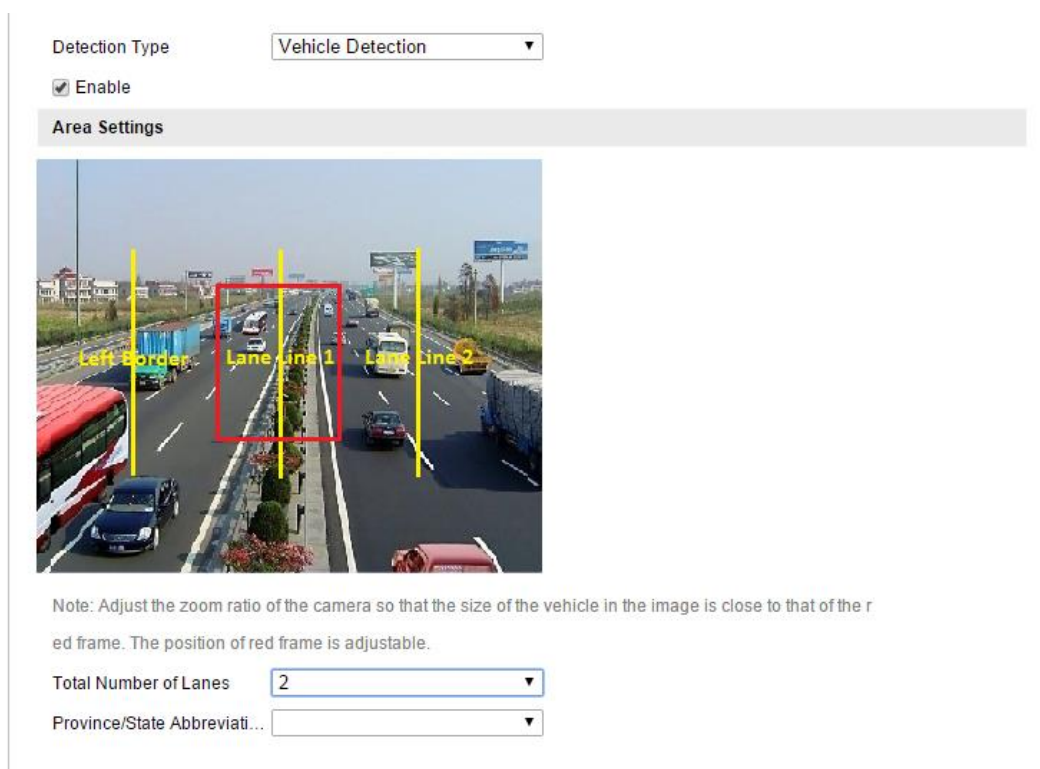 Detection Type Vehicle Detection
Enable
Area Settings
Left Border Lane Line 1 Lane Line 2
Note: Adjust the zoom ratio of the camera so that the size of the vehicle in the image is close to that of the r
ed frame. The position of red frame is adjustable.
Total Number of Lanes 2
Province/State Abbreviati...